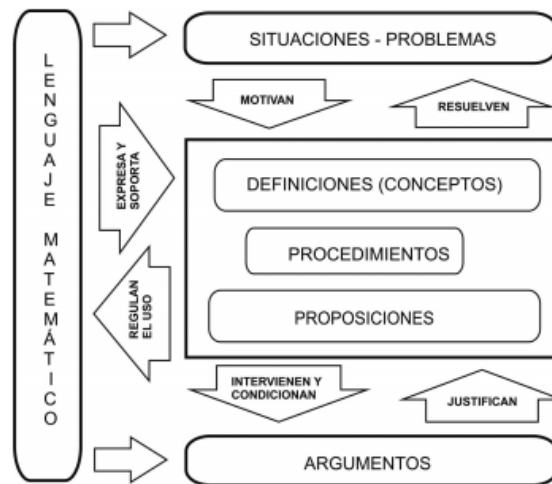 LENGUAJE MATEMÁTICO
SITUACIONES - PROBLEMAS
MOTIVAN
RESUELVEN
EXPRESA Y
SOPORTA
DEFINICIONES (CONCEPTOS)
PROCEDIMIENTOS
PROPOSICIONES
REGULAN
EL USO
INTERVIENEN Y
CONDICIONAN
JUSTIFICAN
ARGUMENTOS